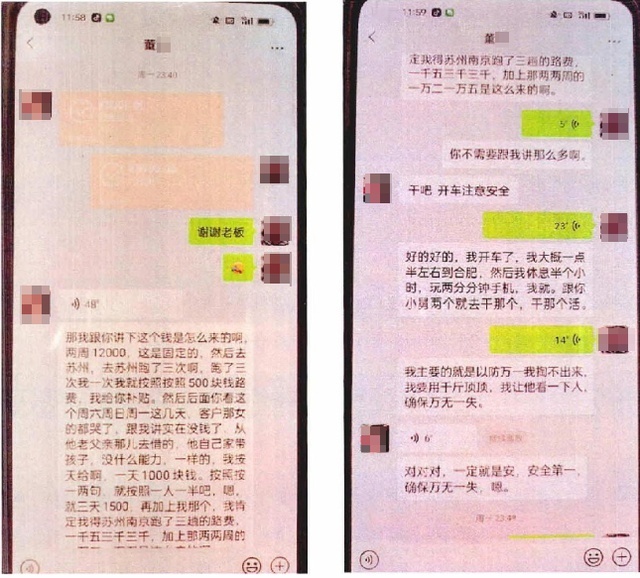 11:58
董
周一 23:49
谢谢老板
48"
那我跟你讲下这个钱是怎么来的啊,
两周12000,这是固定的,然后去
苏州,去苏州跑了三次啊,跑了三
次我一次我就按照按照500块钱路
费,我给你补贴。然后后面你看这
个周六周日周一这几天、客户那女
的都哭了,跟我讲实在没钱了,从
他老父亲那儿去借的,他自己家带
孩子,没什么能力,一样的,我按
天给啊,一天1000块钱。按照按
一两句,就按照一人一半吧,嗯,
就三天1500,再加上我那个,我肯
定我得苏州南京跑了三趟的路费,
一千五三千三千,加上那两两周的
11:59
董
定我得苏州南京跑了三趟的路费,
一千五三千三千,加上那两两周的
一万二一万五是这么来的啊。
5"
你不需要跟我讲那么多啊。
干吧 开车注意安全
23"
好的好的,我开车了,我大概一点
半左右到合肥,然后我休息半个小
时,玩两分分钟手机,我就。跟你
小舅两个就去干那个,干那个活。
14"
我主要的就是以防万一我掏不出来,
我要用千斤顶顶,我让他看一下人,
确保万无一失。
6"
对对对,一定就是安,安全第一,
确保万无一失,嗯。
周一 23:49